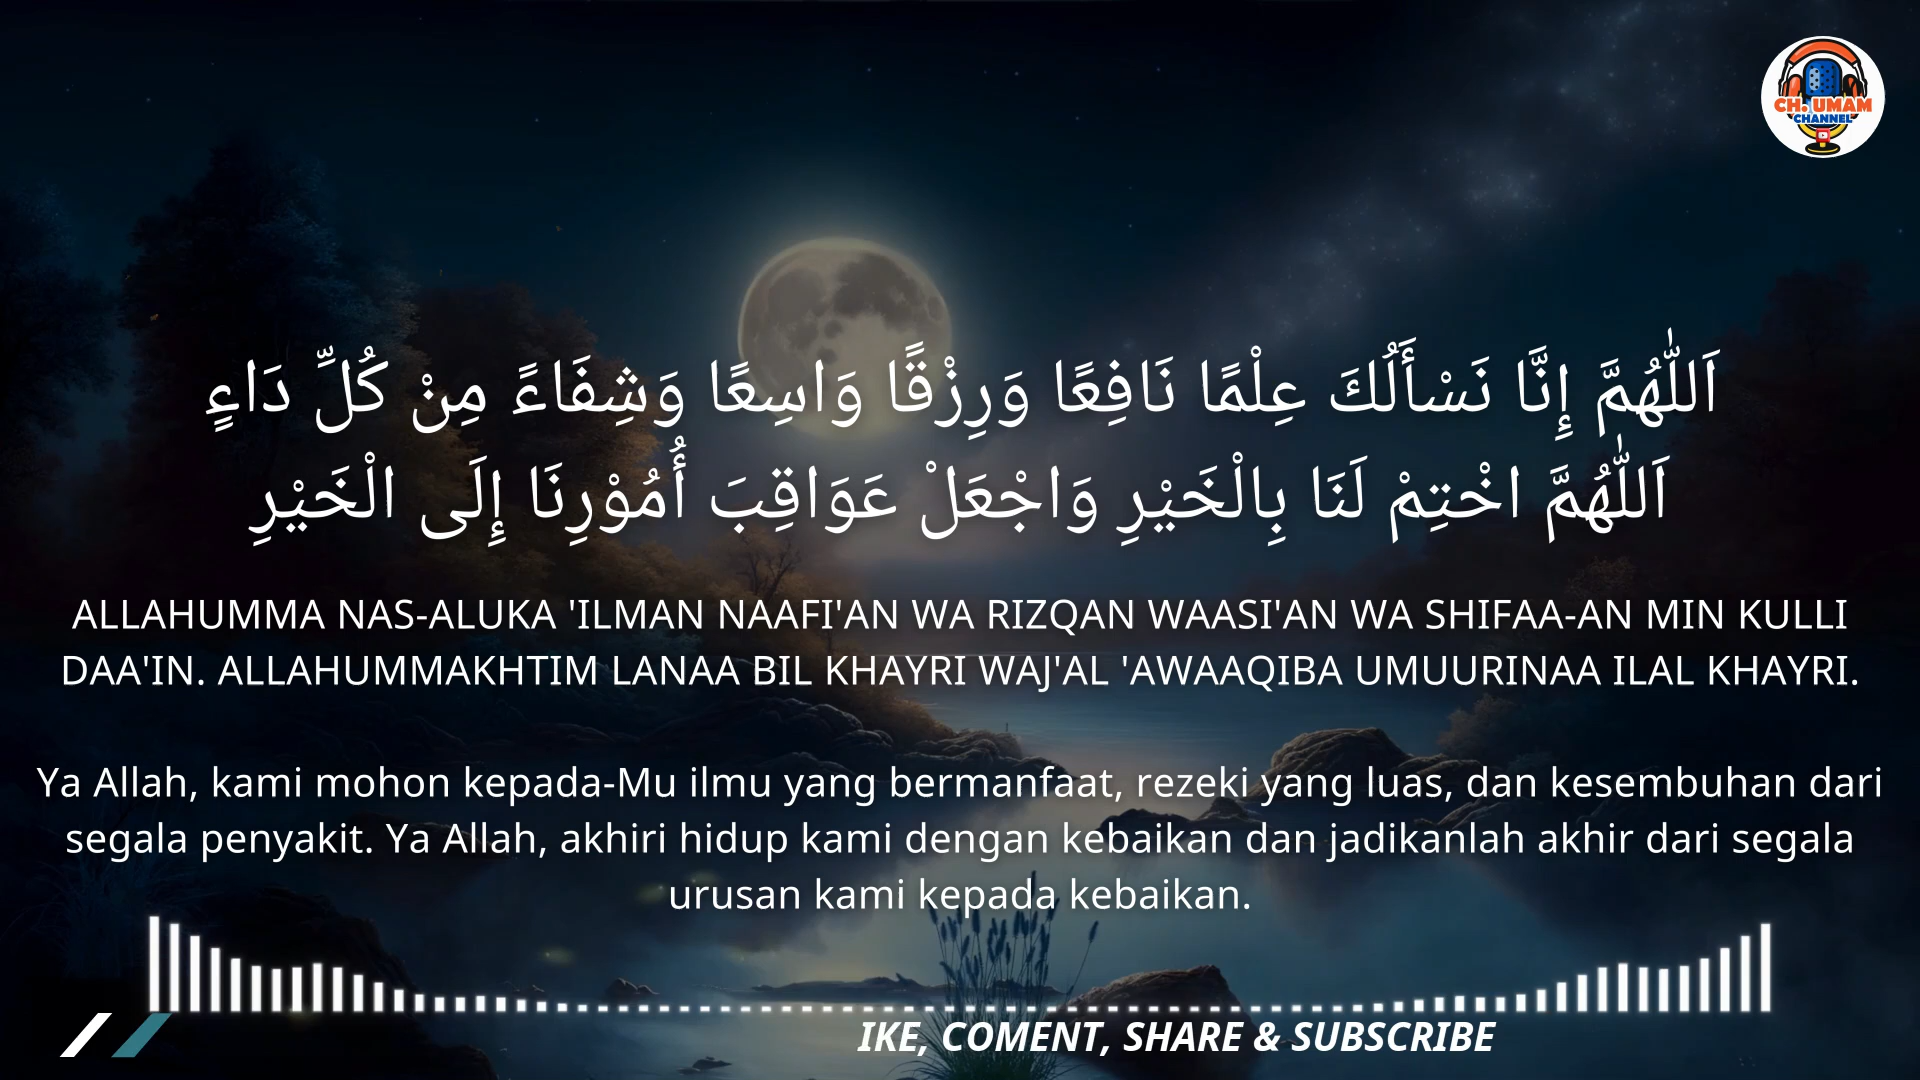 CH. UMAM
CHANNEL
اَللّٰهُمَّ إِنَّا نَسْأَلُكَ عِلْمًا نَافِعًا وَرِزْقًا وَاسِعًا وَشِفَاءً مِنْ كُلِّ دَاءٍ
اَللّٰهُمَّ اخْتِمْ لَنَا بِالْخَيْرِ وَاجْعَلْ عَوَاقِبَ أُمُوْرِنَا إِلَى الْخَيْرِ
ALLAHUMMA NAS-ALUKA 'ILMAN NAAFI'AN WA RIZQAN WAASI'AN WA SHIFAA-AN MIN KULLI
DAA'IN. ALLAHUMMAKHTIM LANAA BIL KHAYRI WAJ'AL 'AWAAQIBA UMUURINAA ILAL KHAYRI.
Ya Allah, kami mohon kepada-Mu ilmu yang bermanfaat, rezeki yang luas, dan kesembuhan dari
segala penyakit. Ya Allah, akhiri hidup kami dengan kebaikan dan jadikanlah akhir dari segala
urusan kami kepada kebaikan.
IKE, COMENT, SHARE & SUBSCRIBE